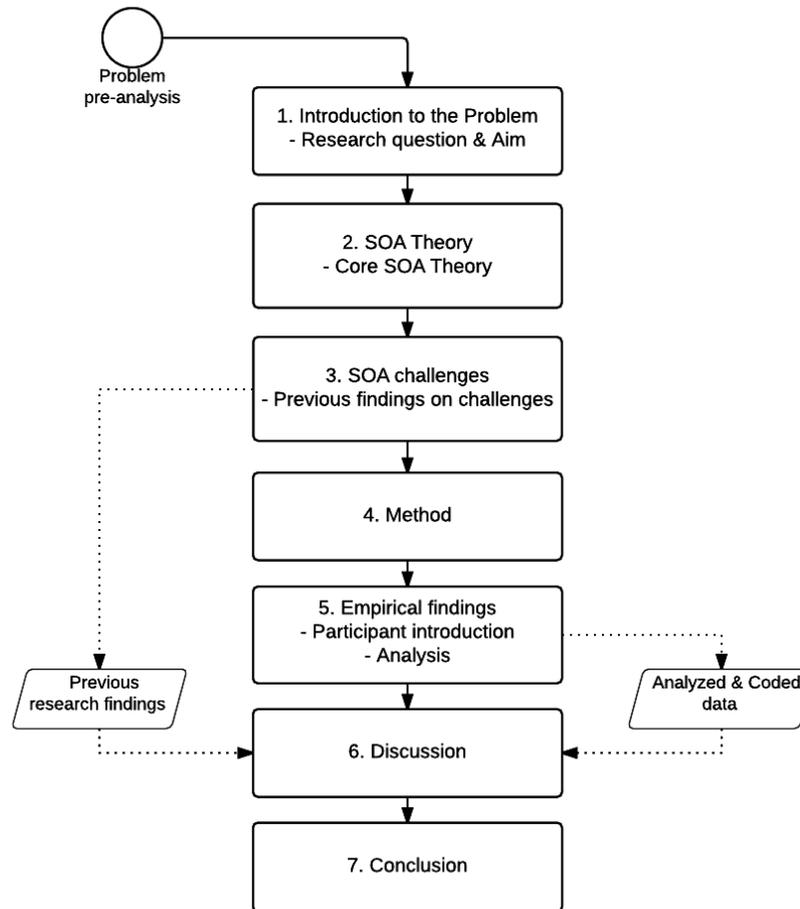 Problem
pre-analysis
1. Introduction to the Problem
- Research question & Aim
2. SOA Theory
- Core SOA Theory
3. SOA challenges
- Previous findings on challenges
4. Method
5. Empirical findings
- Participant introduction
- Analysis
Previous
research findings
Analyzed & Coded
data
6. Discussion
7. Conclusion